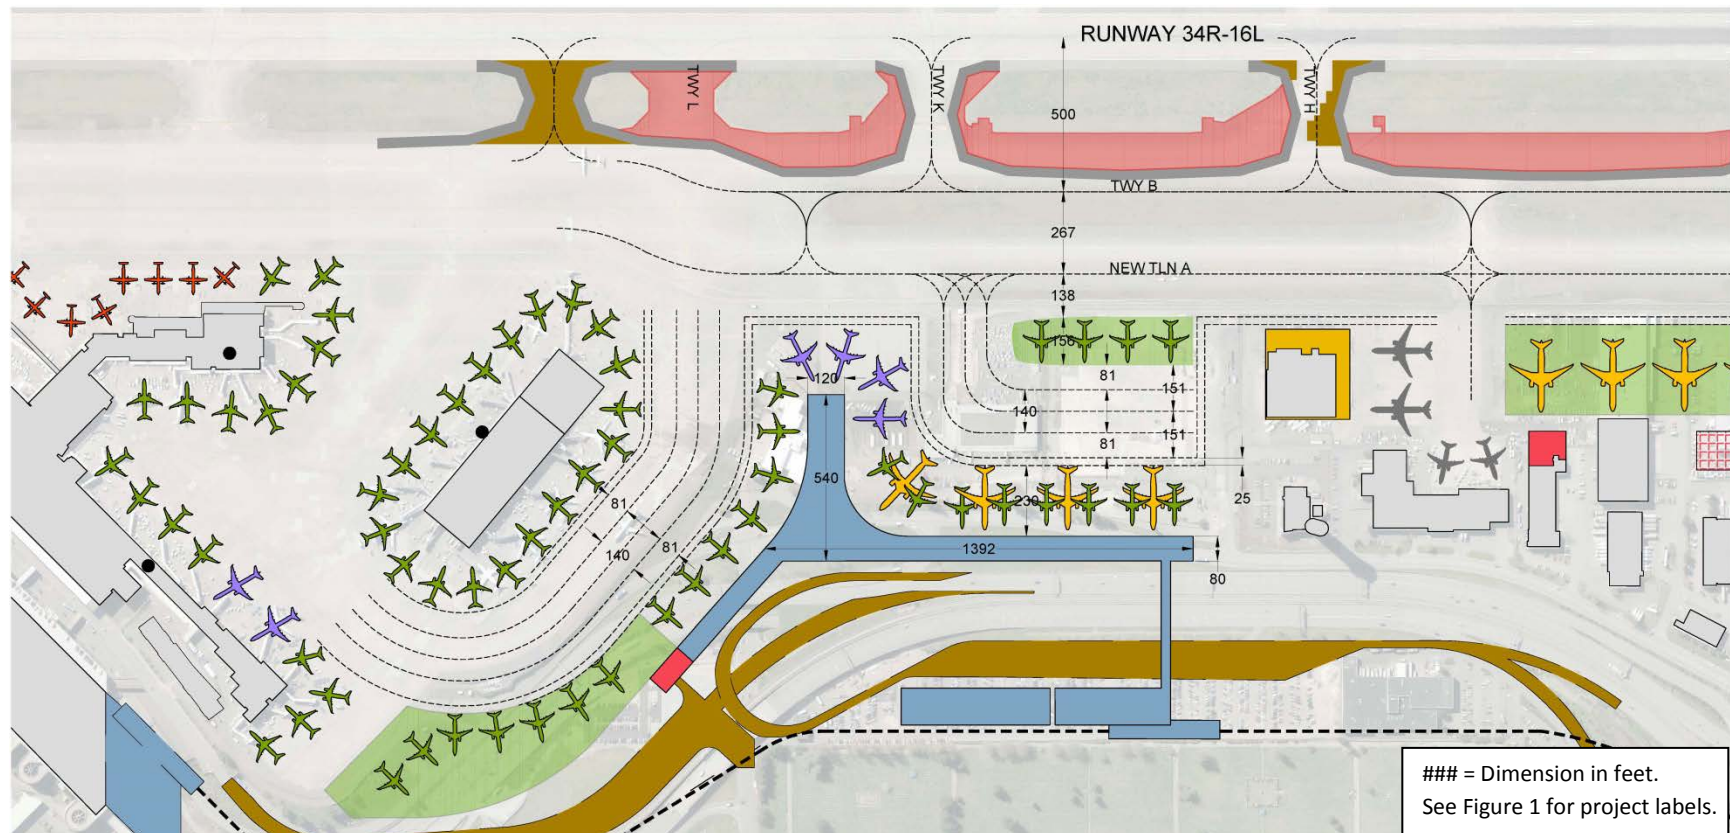 RUNWAY 34R-16L
TWY L
TWY K
TWY H
500
TWY B
267
NEW TLN A
138
156
81
120
151
140
81
151
540
230
25
81
140
81
1392
80
### = Dimension in feet.
See Figure 1 for project labels.